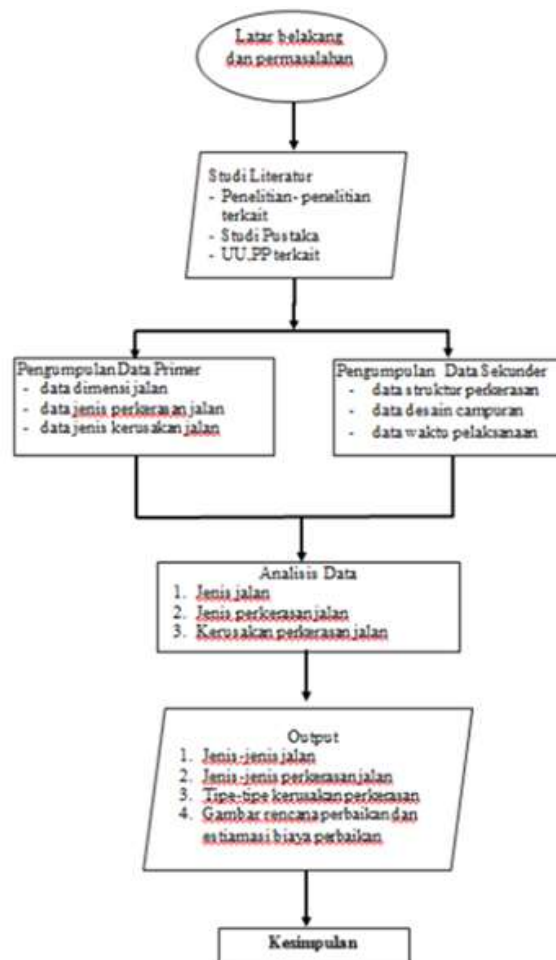 Latar belakang
dan permasalahan
Studi Literatur
- Penelitian- penelitian
terkait
- Studi Pustaka
- UU.PP terkait
Pengumpulan Data Primer
- data dimensi jalan
- data jenis perkerasan jalan
- data jenis kerusakan jalan
Pengumpulan Data Sekunder
- data struktur perkerasan
- data desain campuran
- data waktu pelaksanaan
Analisis Data
1. Jenis jalan
2. Jenis perkerasan jalan
3. Kerusakan perkerasan jalan
Output
1. Jenis-jenis jalan
2. Jenis-jenis perkerasan jalan
3. Tipe-tipe kerusakan perkerasan
4. Gambar rencana perbaikan dan
estiamasi biaya perbaikan
Kesimpulan